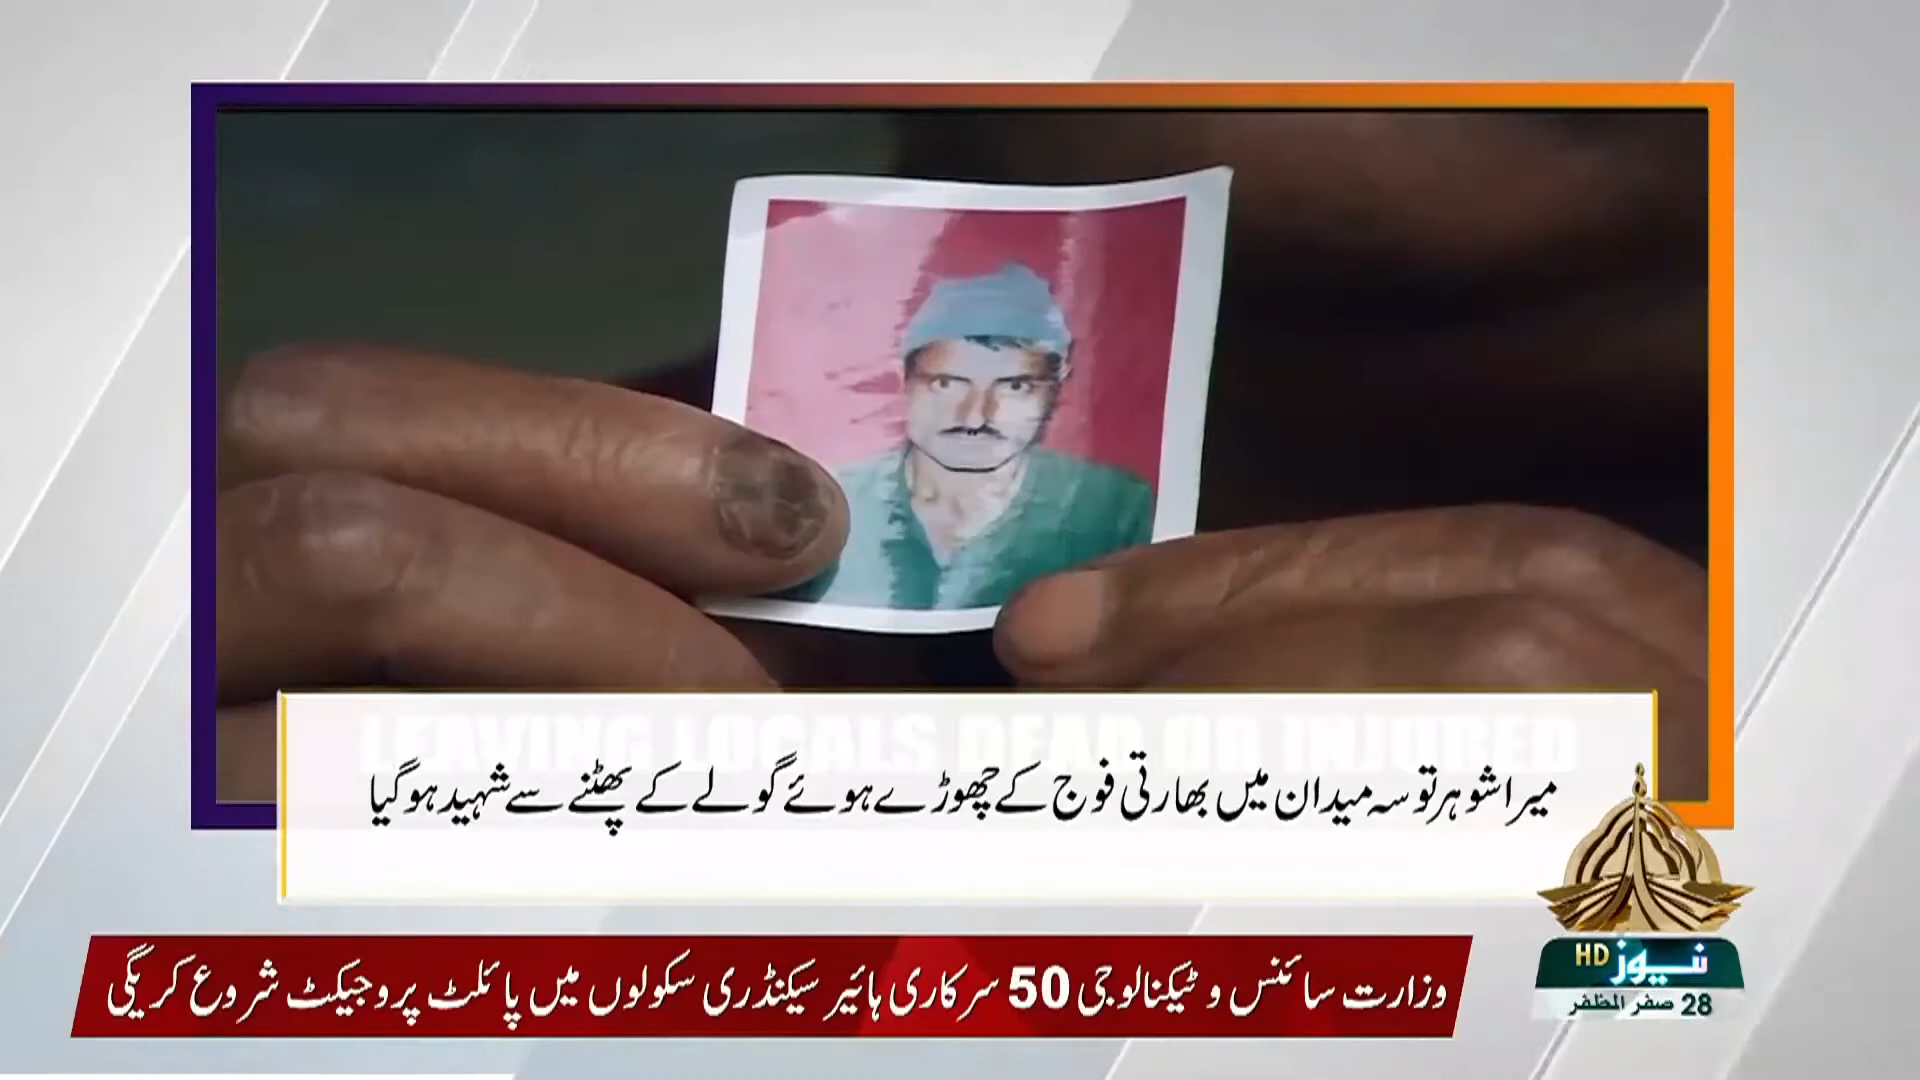 LEAVING LOCALS DEAD OR INJURED
میرا شوہر توسہ میدان میں بھارتی فوج کے چھوڑے ہوئے گولے کے پھٹنے سے شہید ہو گیا
نیوز HD
28 صفر المظفر
وزارت سائنس و ٹیکنالوجی 50 سرکاری ہائیر سیکنڈری سکولوں میں پائلٹ پروجیکٹ شروع کریگی